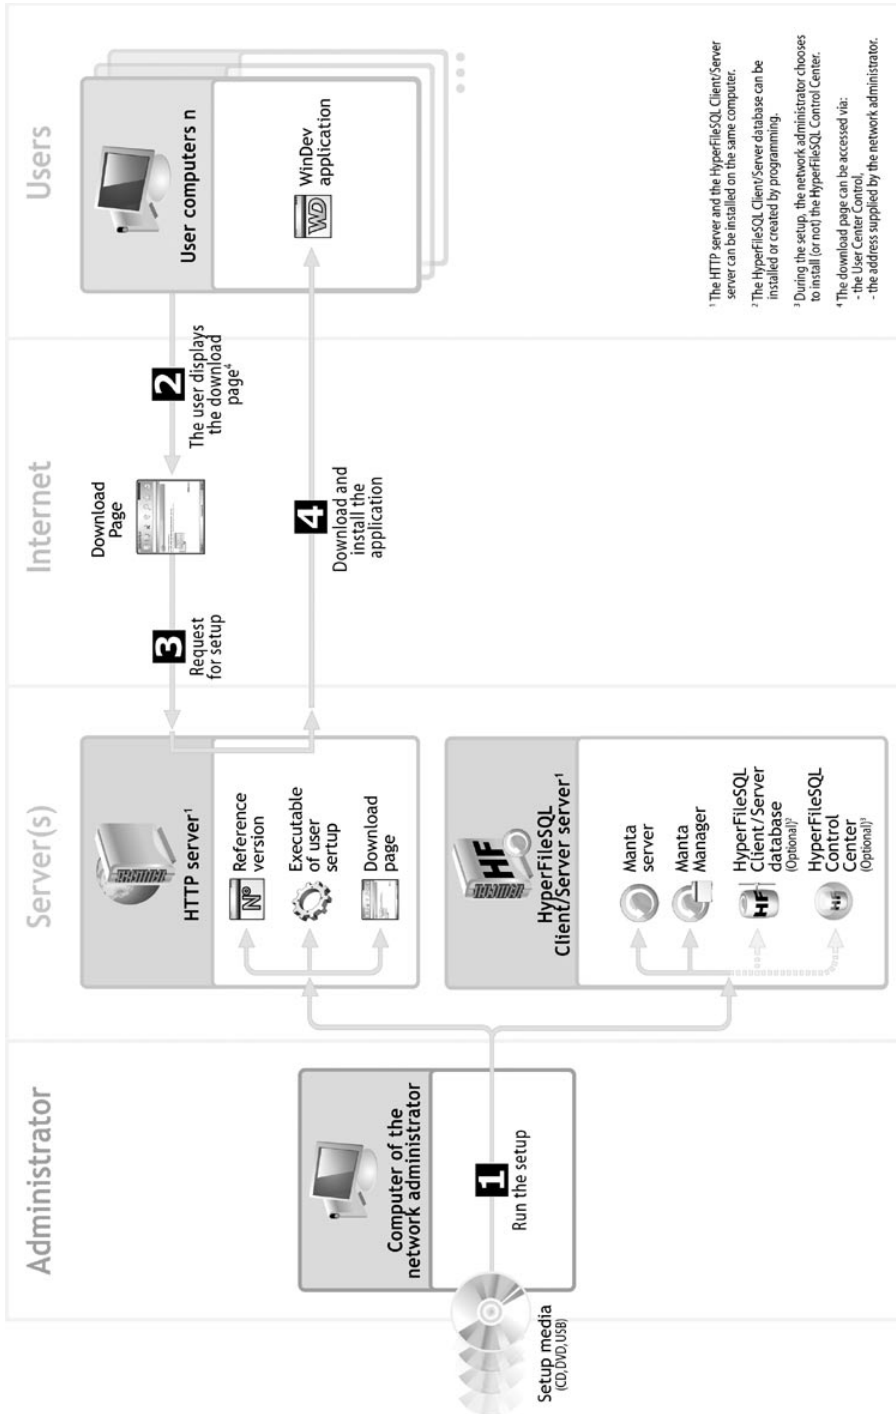 Administrator
Server(s)
Internet
Users
Setup media
(CD,DVD,USB)
Computer of the
network administrator
1
Run the setup
HTTP server¹
N°
Reference
version
Executable
of user
sertup
Download
page
HF
HyperFileSQL
Client/Server server¹
Manta
server
Manta
Manager
HF
HyperFileSQL
Client/Server
database
(Optional)²
HF
HyperFileSQL
Control
Center
(Optional)³
3
Request
for setup
Download
Page
2
The user displays
the download
page⁴
4
Download and
install the
application
User computers n
WD
WinDev
application
¹ The HTTP server and the HyperFileSQL Client/Server
server can be installed on the same computer.
² The HyperFileSQL Client/Server database can be
installed or created by programming.
³ During the setup, the network administrator chooses
to install (or not) the HyperFileSQL Control Center.
⁴ The download page can be accessed via:
- the User Center Control,
- the address supplied by the network administrator.